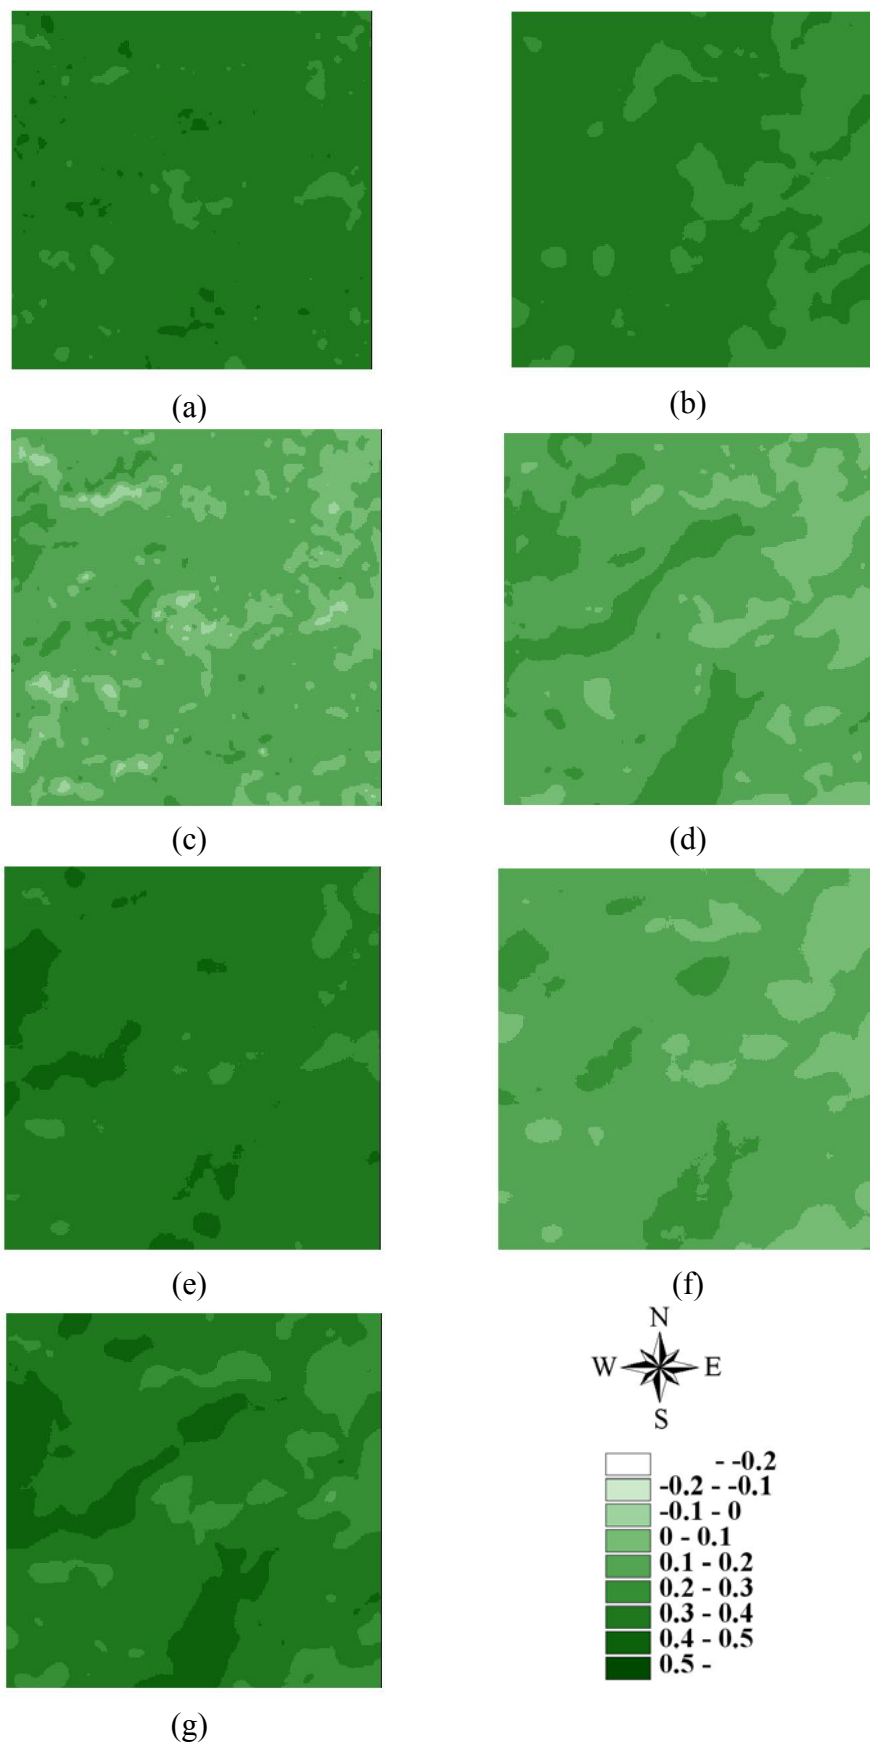 (a)
(b)
(c)
(d)
(e)
(f)
N
W E
S
- -0.2
-0.2 - -0.1
-0.1 - 0
0 - 0.1
0.1 - 0.2
0.2 - 0.3
0.3 - 0.4
0.4 - 0.5
0.5 -
(g)